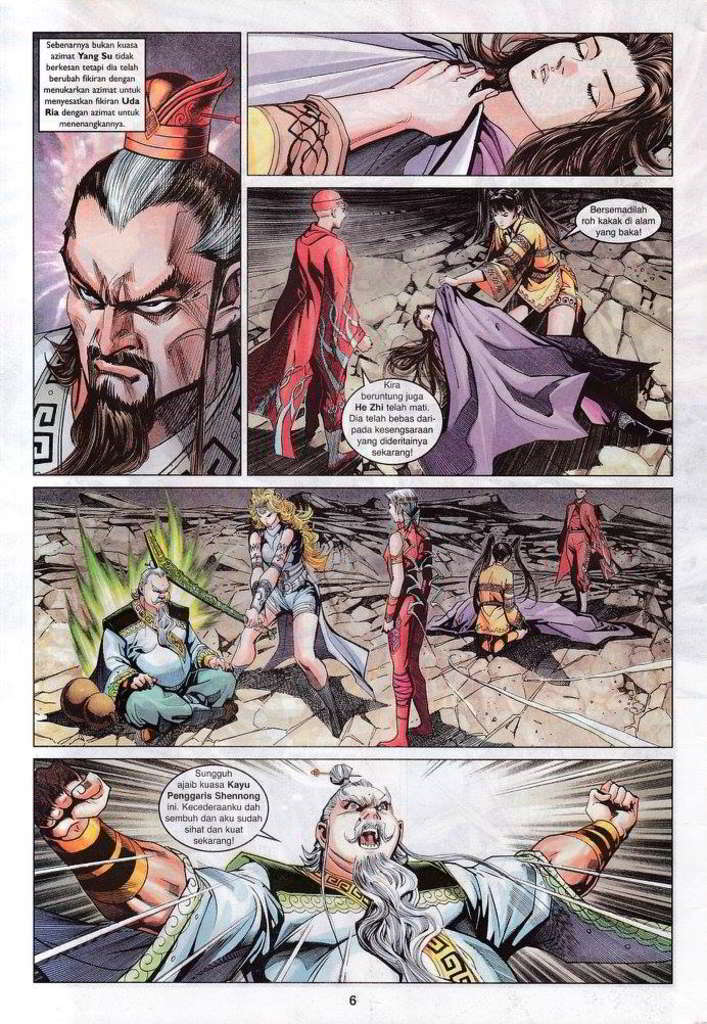 Sebenarnya bukan kuasa
azimat Yang Su tidak
berkesan tetapi dia telah
berubah fikiran dengan
menukarkan azimat untuk
menyesatkan fikiran Uda
Ria dengan azimat untuk
menenangkannya.
Bersemadilah
roh kakak di alam
yang baka!
Kira
beruntung juga
He Zhi telah mati.
Dia telah bebas dari-
pada kesengsaraan
yang dideritainya
sekarang!
Sungguh
ajaib kuasa Kayu
Penggaris Shennong
ini. Kecederaanku dah
sembuh dan aku sudah
sihat dan kuat
sekarang!
6